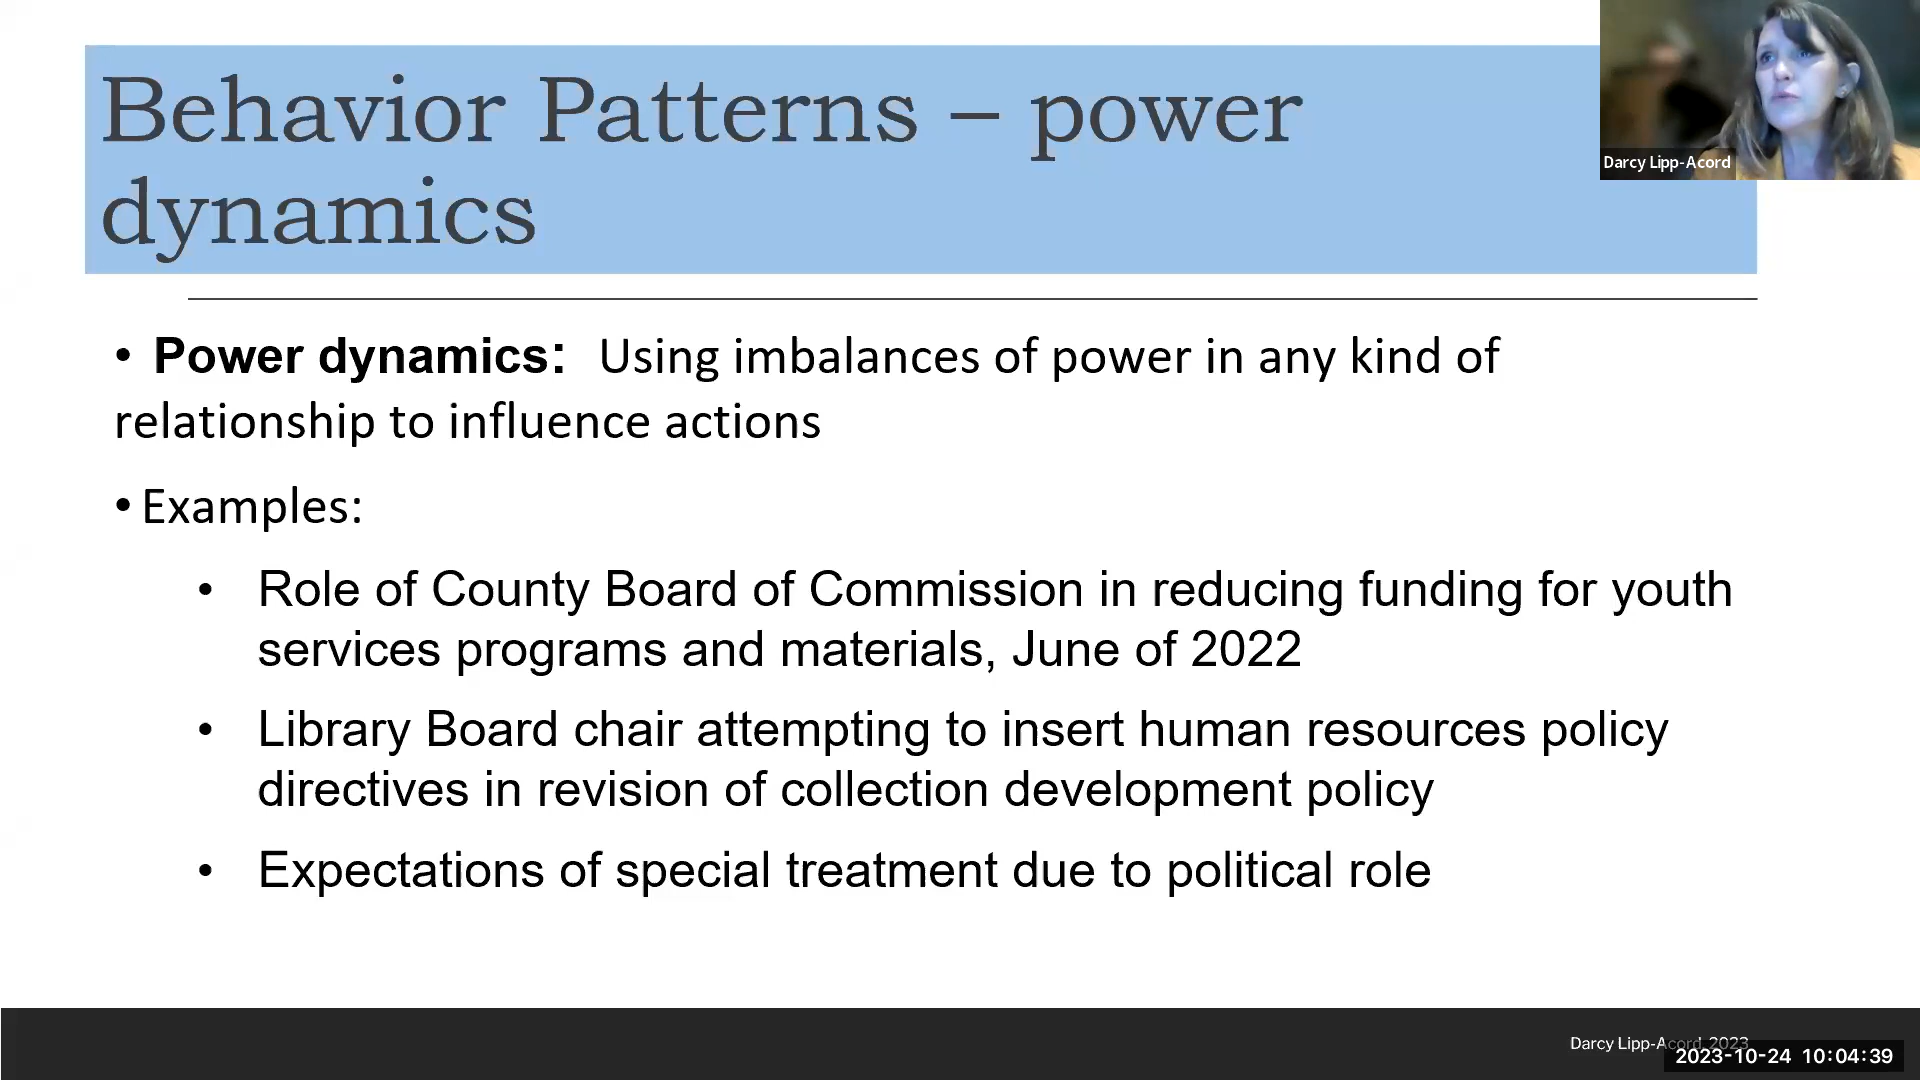 Behavior Patterns – power
dynamics
Darcy Lipp-Acord
• Power dynamics: Using imbalances of power in any kind of
relationship to influence actions
• Examples:
• Role of County Board of Commission in reducing funding for youth
services programs and materials, June of 2022
• Library Board chair attempting to insert human resources policy
directives in revision of collection development policy
• Expectations of special treatment due to political role
Darcy Lipp-Acord, 2023
2023-10-24 10:04:39